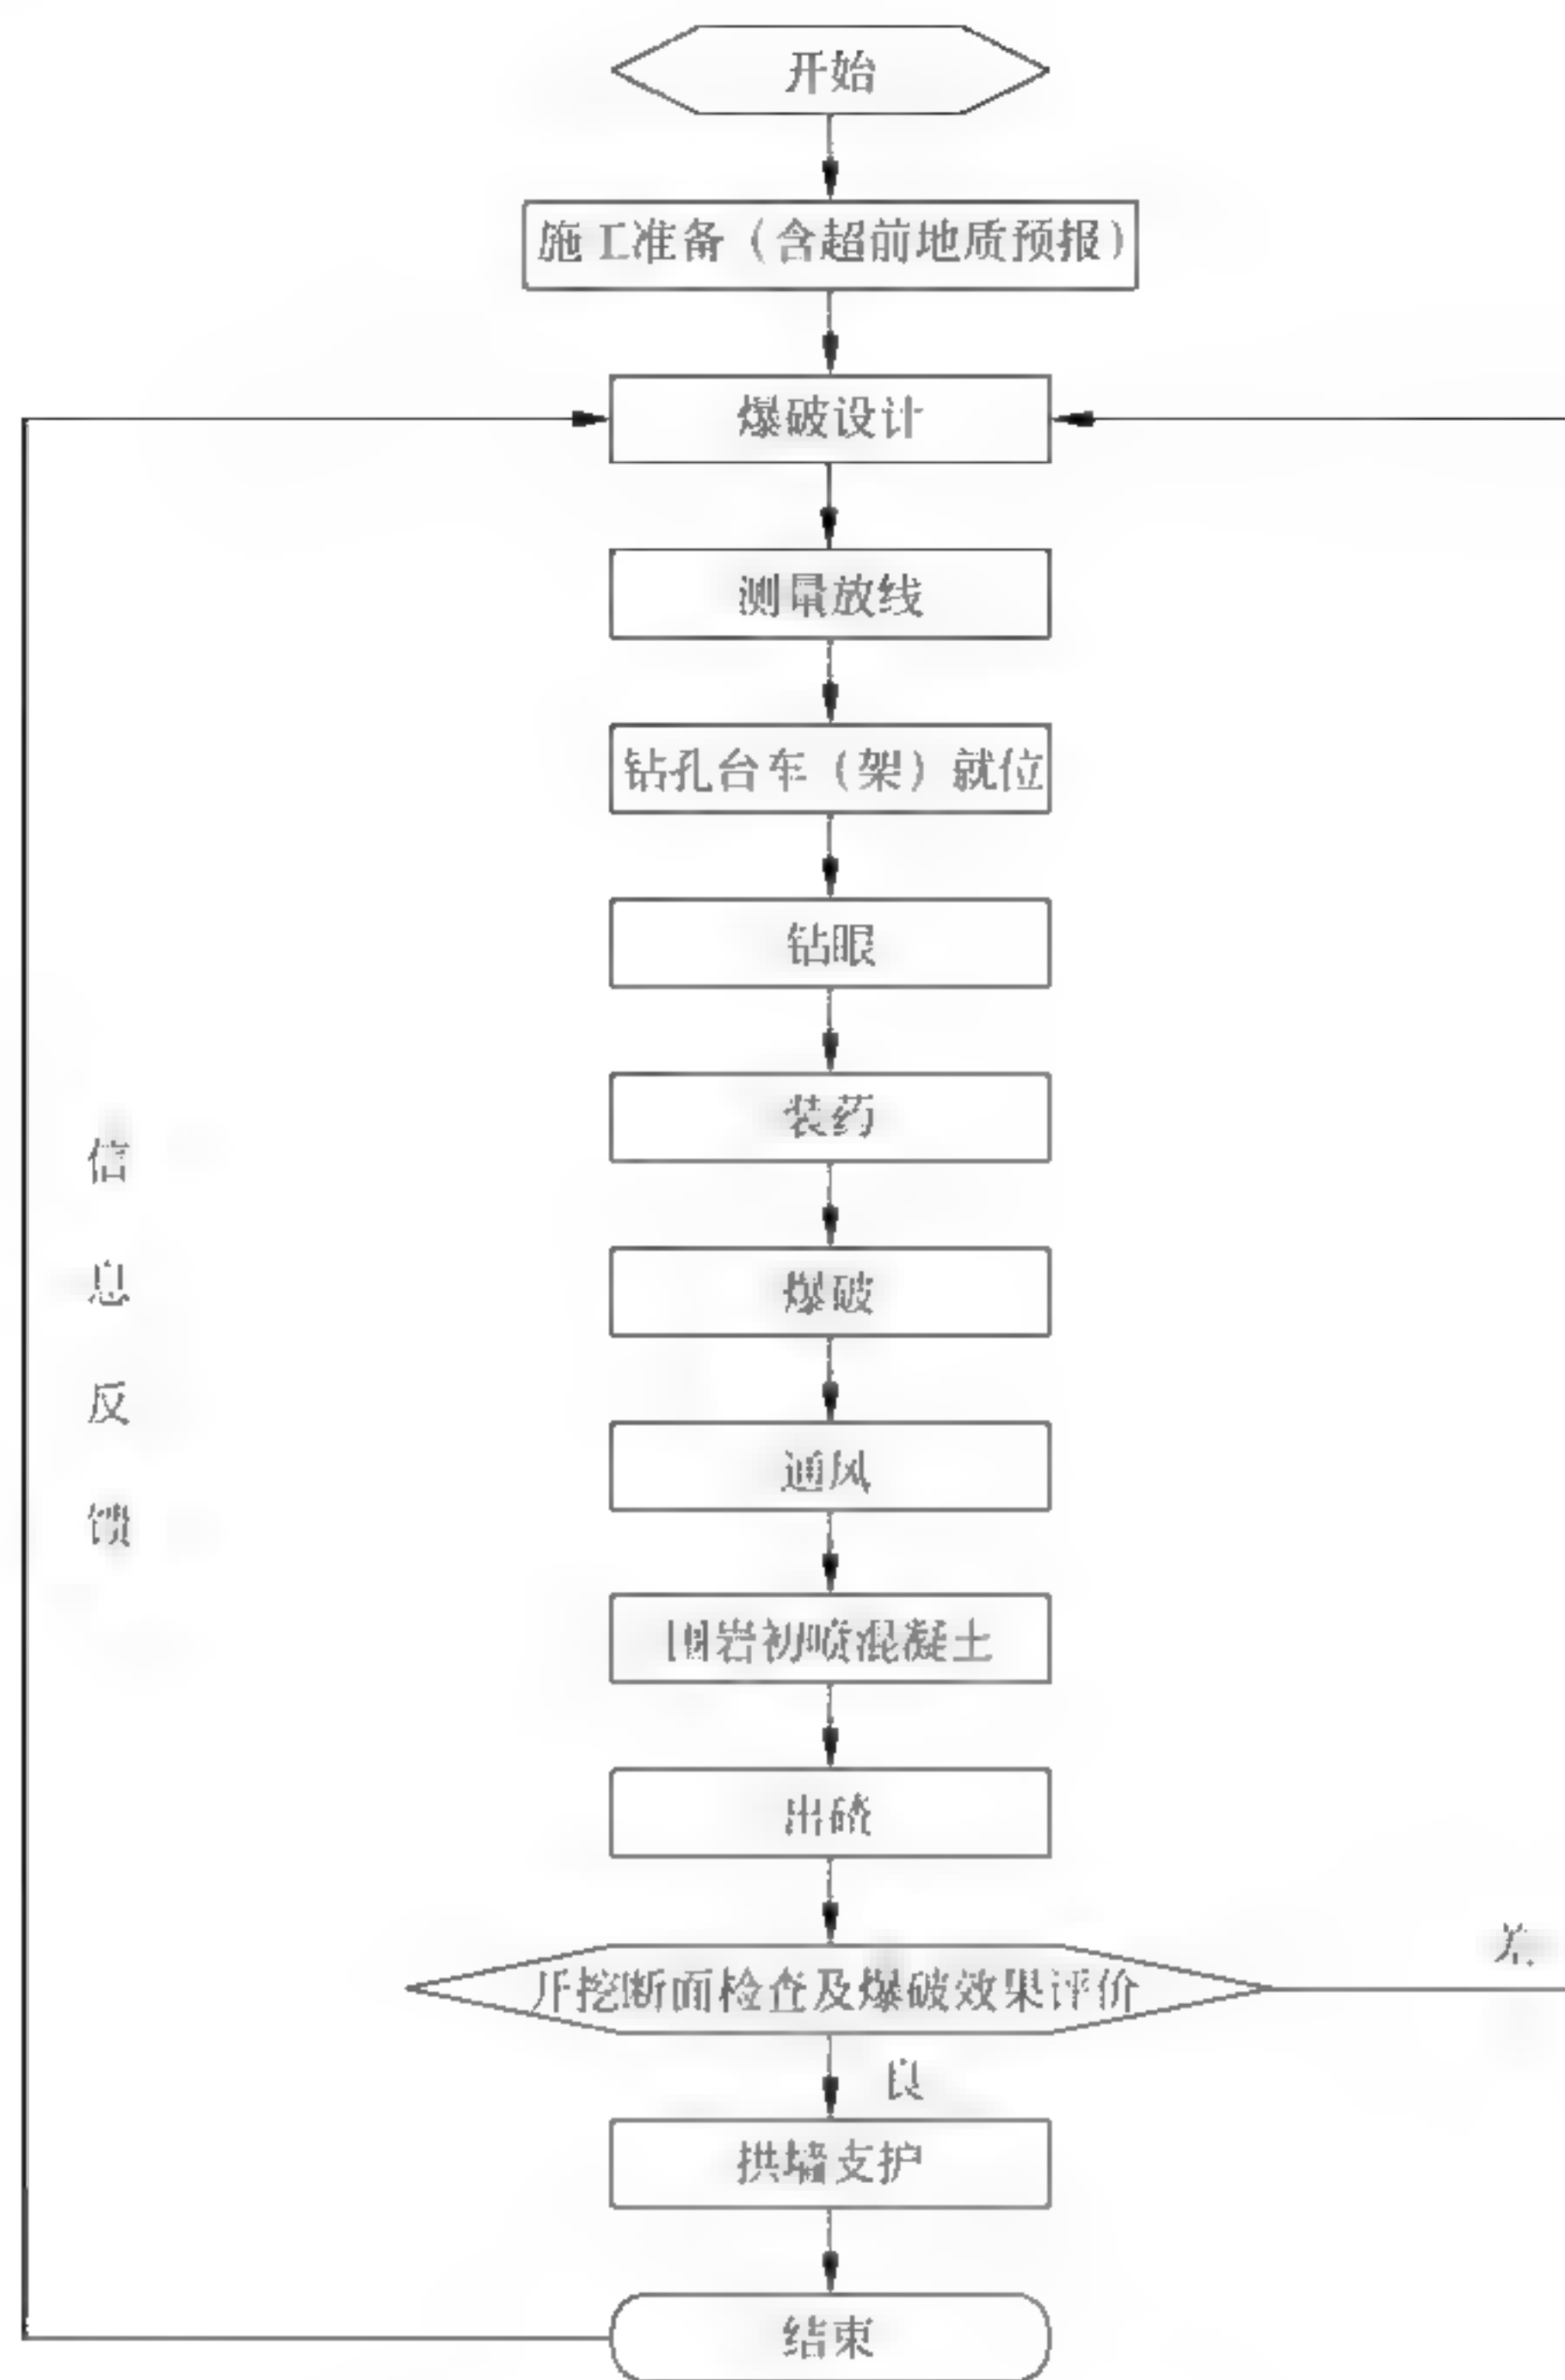 开始
施工准备（含超前地质预报）
爆破设计
测量放线
钻孔台车（架）就位
钻眼
装药
爆破
通风
围岩初喷混凝土
出碴
开挖断面检查及爆破效果评价
差
良
拱墙支护
结束
信
息
反
馈